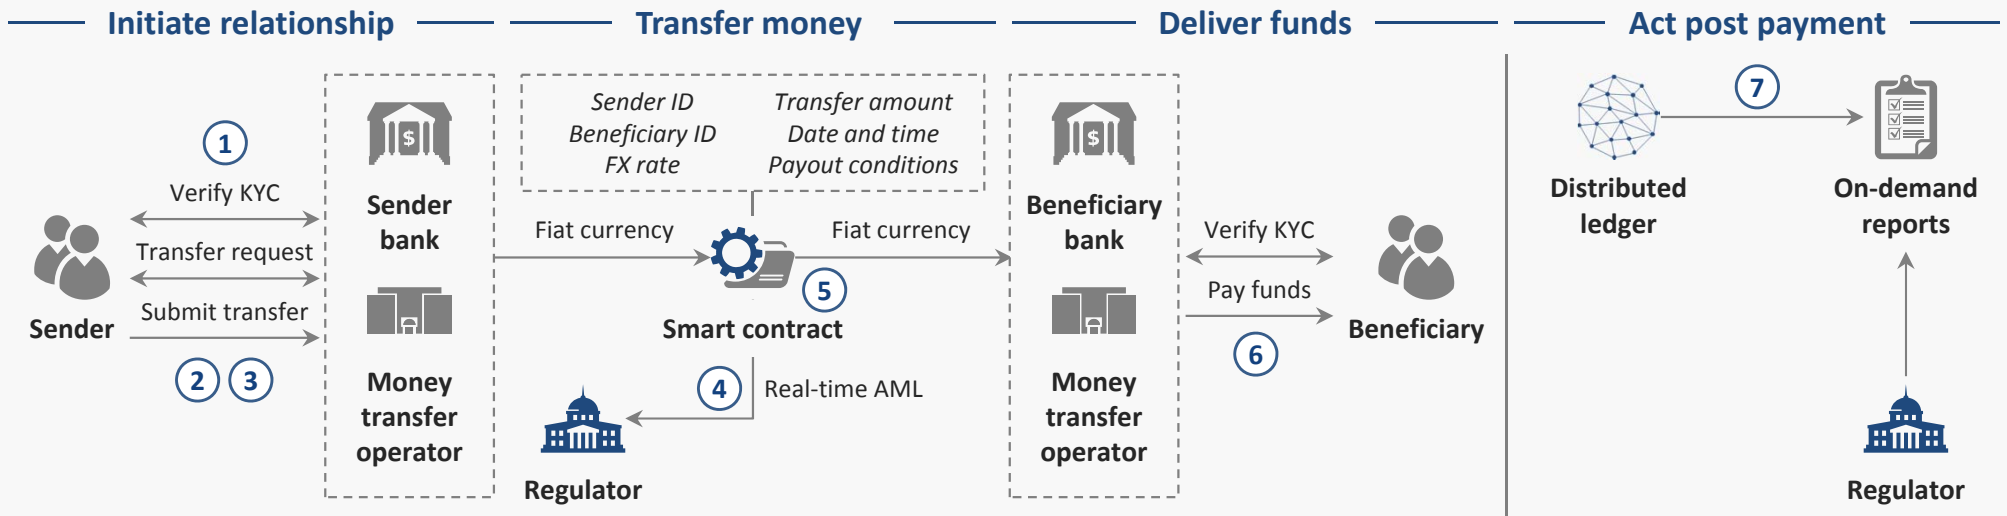 Initiate relationship
Transfer money
Deliver funds
Act post payment
1
Verify KYC
Transfer request
Submit transfer
2 3
Sender
$
Sender
bank
Money
transfer
operator
Sender ID
Beneficiary ID
FX rate
Transfer amount
Date and time
Payout conditions
Fiat currency
Fiat currency
5
Smart contract
4
Real-time AML
Regulator
$
Beneficiary
bank
Money
transfer
operator
Verify KYC
Pay funds
6
Beneficiary
7
Distributed
ledger
On-demand
reports
Regulator